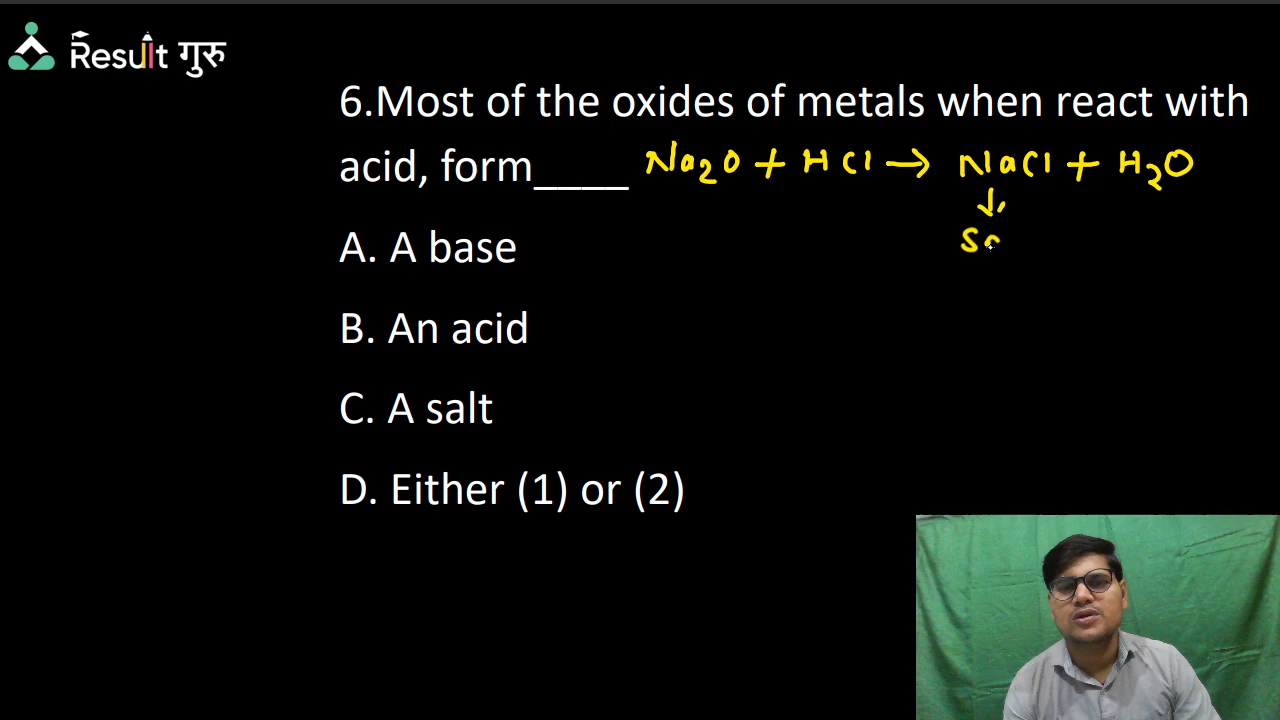 Result गुरु
6.Most of the oxides of metals when react with
acid, form____ Na2O + HCl → NaCl + H2O
↓
Sa
A. A base
B. An acid
C. A salt
D. Either (1) or (2)